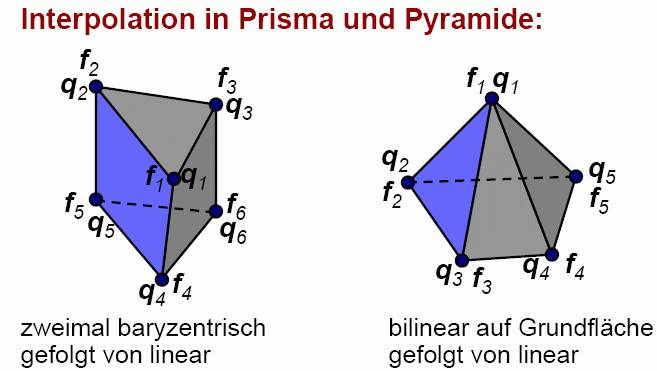 Interpolation in Prisma und Pyramide:
f2
q2
f3
q3
f1 q1
f5
q5
f6
q6
q4 f4
zweimal baryzentrisch
gefolgt von linear
f1 q1
q2
f2
q5
f5
q3 f3
q4 f4
bilinear auf Grundfläche
gefolgt von linear